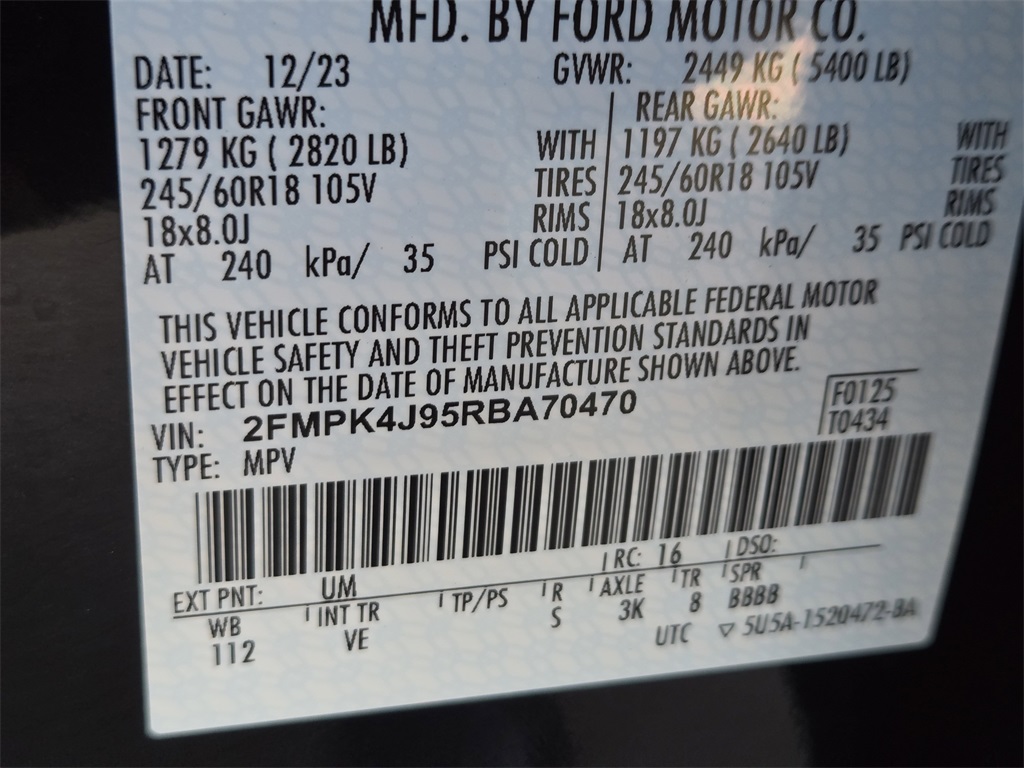 MFD. BY FORD MOTOR CO.
DATE: 12/23 GVWR: 2449 KG ( 5400 LB)
FRONT GAWR: REAR GAWR:
1279 KG ( 2820 LB) WITH 1197 KG ( 2640 LB) WITH
245/60R18 105V TIRES 245/60R18 105V TIRES
18x8.0J RIMS 18x8.0J RIMS
AT 240 kPa/ 35 PSI COLD AT 240 kPa/ 35 PSI COLD
THIS VEHICLE CONFORMS TO ALL APPLICABLE FEDERAL MOTOR
VEHICLE SAFETY AND THEFT PREVENTION STANDARDS IN
EFFECT ON THE DATE OF MANUFACTURE SHOWN ABOVE.
VIN: 2FMPK4J95RBA70470 F0125
TYPE: MPV T0434
EXT PNT: UM RC: 16 DSO:
WB INT TR TP/PS R AXLE TR SPR
112 VE S 3K 8 BBBB
UTC ▽ 5U5A-1520472-BA